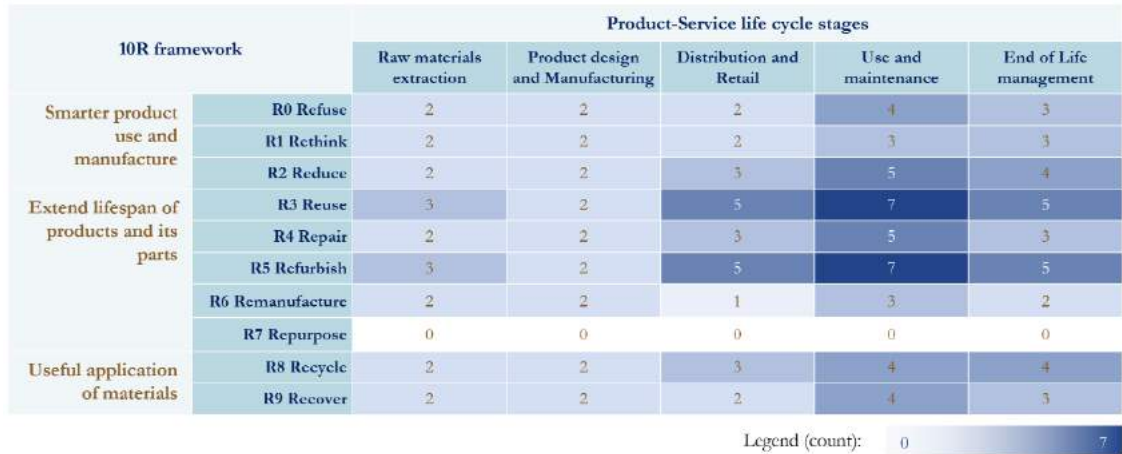 10R framework
Product-Service life cycle stages
Raw materials extraction
Product design and Manufacturing
Distribution and Retail
Use and maintenance
End of Life management
Smarter product use and manufacture
R0 Refuse 2 2 2 4 3
R1 Rethink 2 2 2 3 3
R2 Reduce 2 2 3 5 4
Extend lifespan of products and its parts
R3 Reuse 3 2 5 7 5
R4 Repair 2 2 3 5 3
R5 Refurbish 3 2 5 7 5
R6 Remanufacture 2 2 1 3 2
R7 Repurpose 0 0 0 0 0
Useful application of materials
R8 Recycle 2 2 3 4 4
R9 Recover 2 2 2 4 3
Legend (count): 0 7